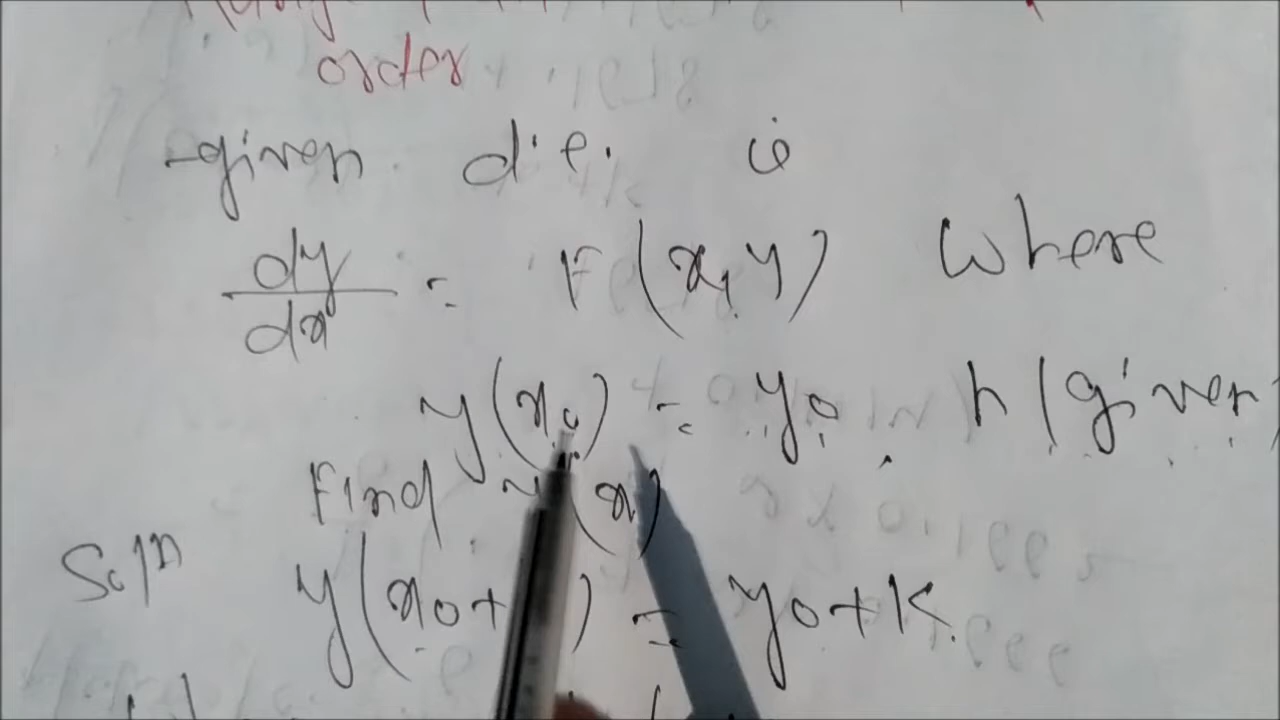 order
given d.e. is
dy/dx = F(x, y) where
y(x0) = y0 h (given)
Find (x)
Soln y(x0+ ) = y0+K